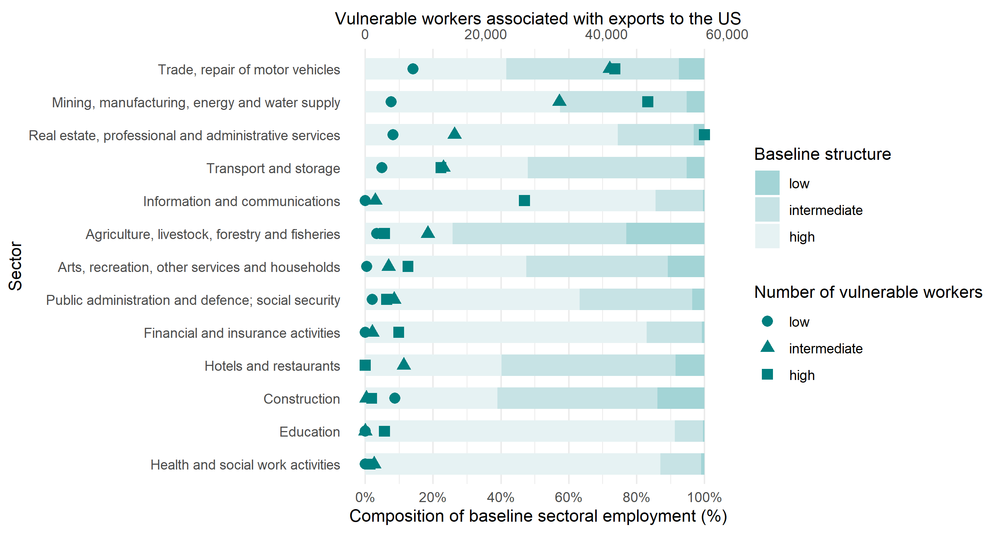 Vulnerable workers associated with exports to the US
0 20,000 40,000 60,000
Trade, repair of motor vehicles
Mining, manufacturing, energy and water supply
Real estate, professional and administrative services
Transport and storage
Information and communications
Agriculture, livestock, forestry and fisheries
Arts, recreation, other services and households
Public administration and defence; social security
Financial and insurance activities
Hotels and restaurants
Construction
Education
Health and social work activities
Sector
0% 20% 40% 60% 80% 100%
Composition of baseline sectoral employment (%)
Baseline structure
low
intermediate
high
Number of vulnerable workers
low
intermediate
high